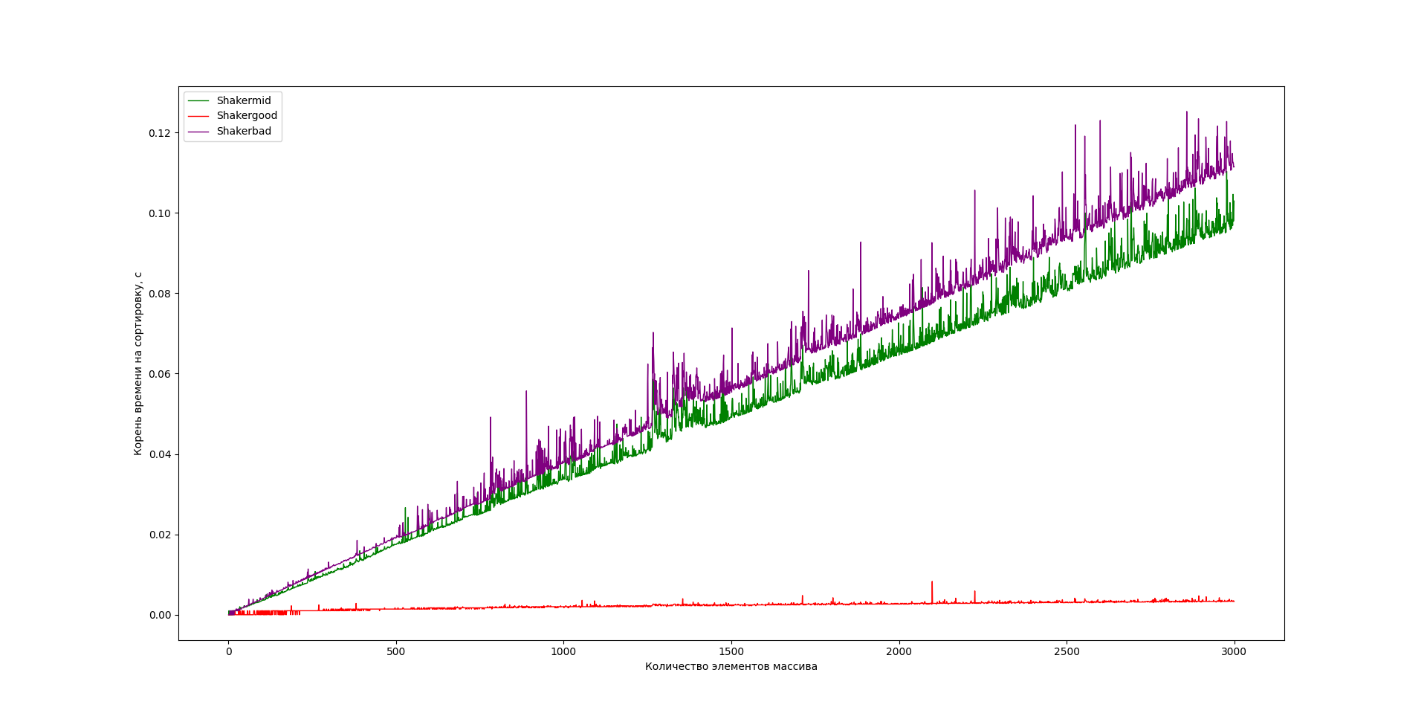 Shakermid
Shakergood
Shakerbad
0.12
0.10
0.08
0.06
0.04
0.02
0.00
Корень времени на сортировку, с
0 500 1000 1500 2000 2500 3000
Количество элементов массива